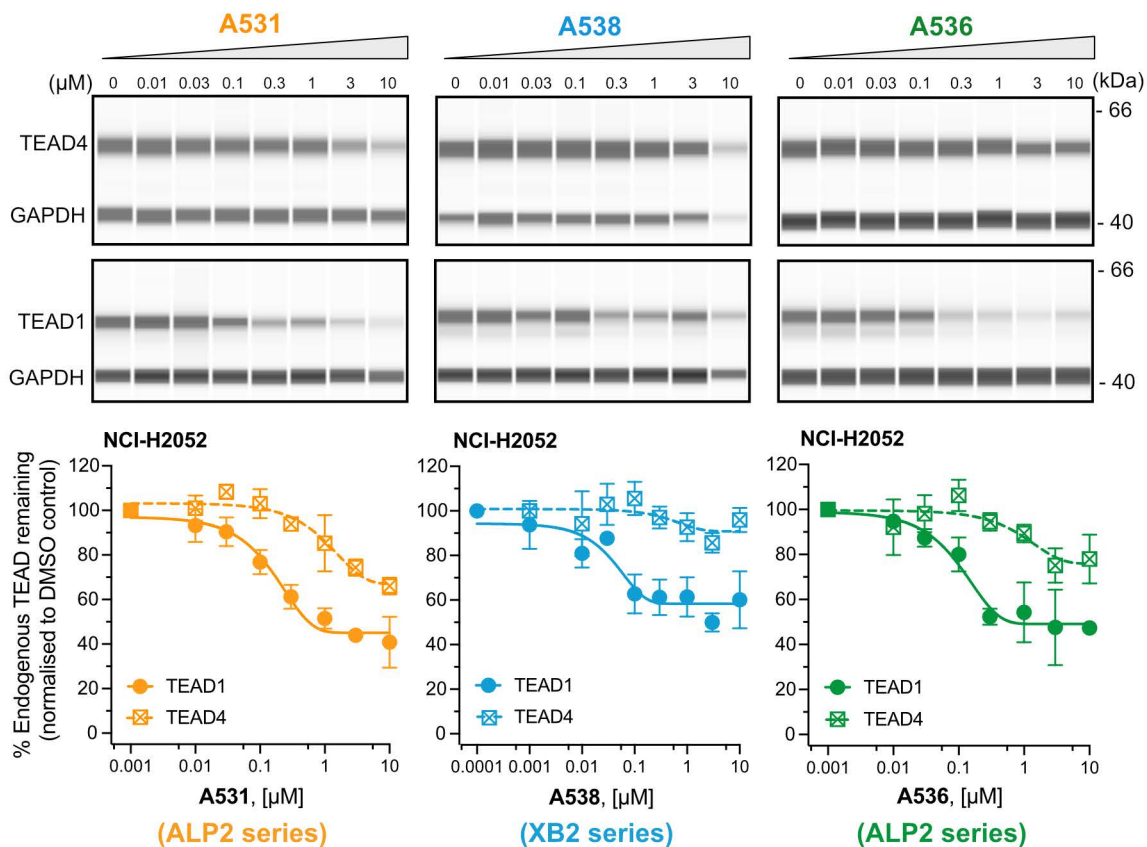 A531 A538 A536
(µM) 0 0.01 0.03 0.1 0.3 1 3 10 0 0.01 0.03 0.1 0.3 1 3 10 0 0.01 0.03 0.1 0.3 1 3 10 (kDa)
- 66
TEAD4
GAPDH
- 40
- 66
TEAD1
GAPDH
- 40
% Endogenous TEAD remaining
(normalised to DMSO control)
NCI-H2052
120
100
80
60
40
20
0
TEAD1
TEAD4
0.001 0.01 0.1 1 10
A531, [µM]
(ALP2 series)
NCI-H2052
120
100
80
60
40
20
0
TEAD1
TEAD4
0.0001 0.001 0.01 0.1 1 10
A538, [µM]
(XB2 series)
NCI-H2052
120
100
80
60
40
20
0
TEAD1
TEAD4
0.001 0.01 0.1 1 10
A536, [µM]
(ALP2 series)